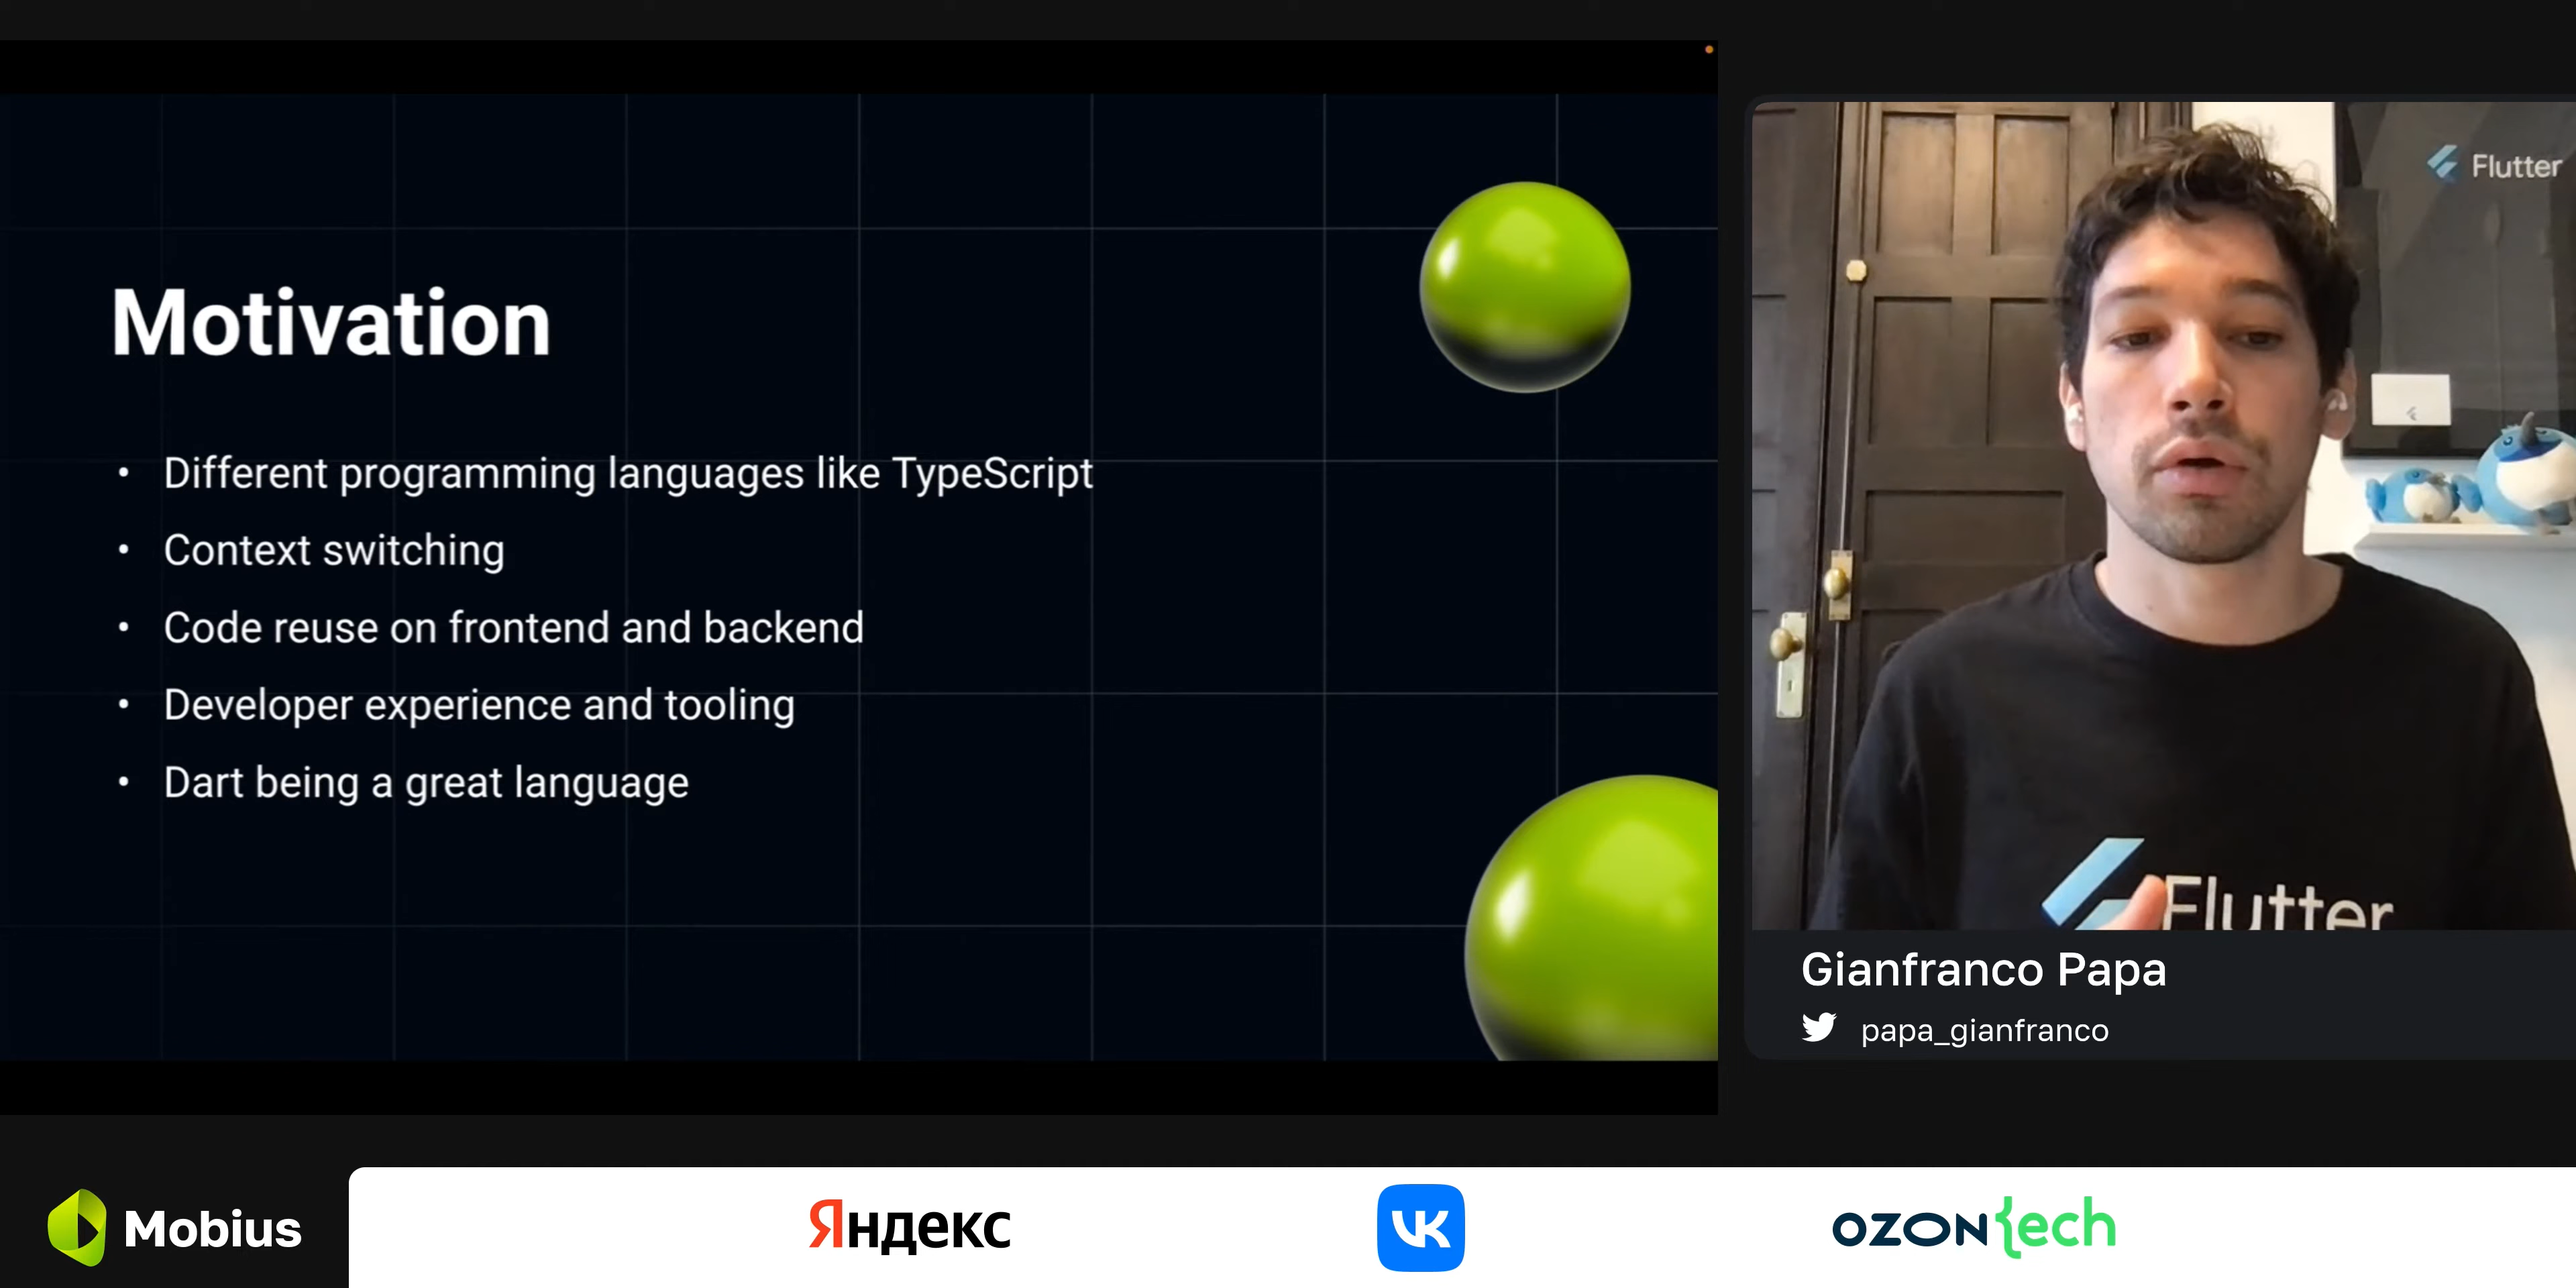 Motivation
• Different programming languages like TypeScript
• Context switching
• Code reuse on frontend and backend
• Developer experience and tooling
• Dart being a great language
Flutter
Flutter
Gianfranco Papa
papa_gianfranco
Mobius
Яндекс
VK
ozon{tech